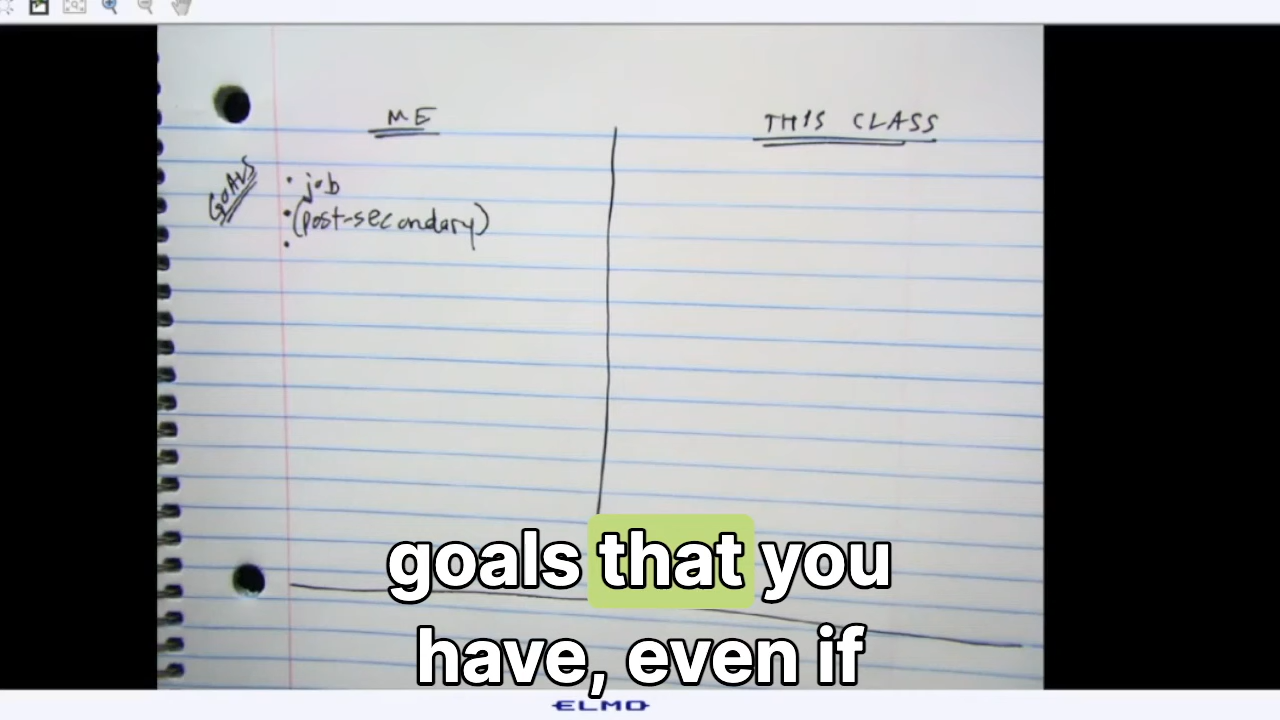 ME
THIS CLASS
GOALS
• job
• (post-secondary)
•
goals that you
have, even if
ELMO